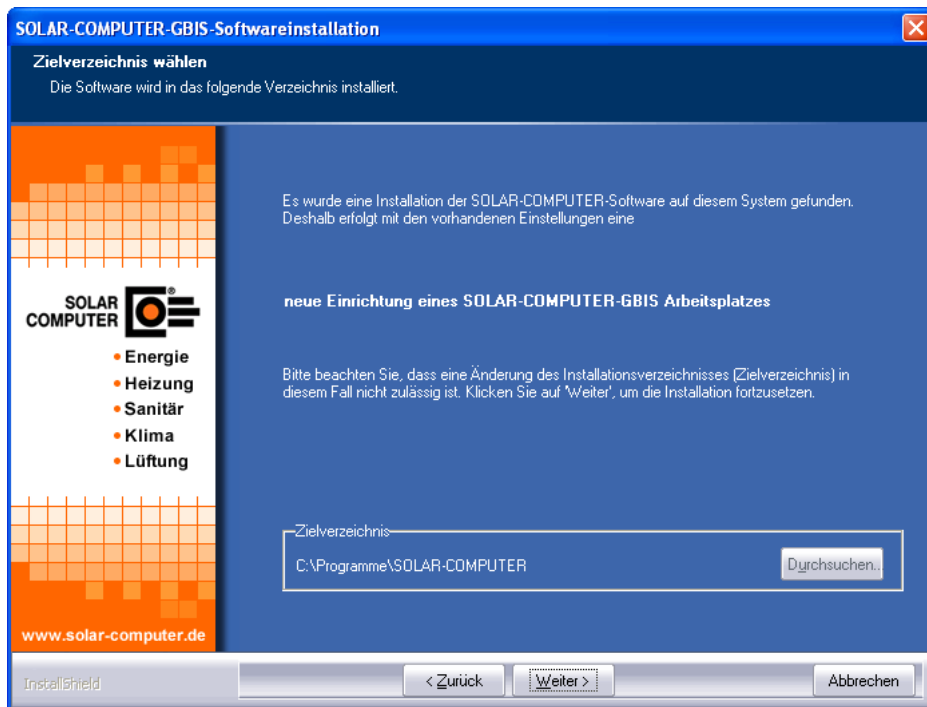 SOLAR-COMPUTER-GBIS-Softwareinstallation
Zielverzeichnis wählen
Die Software wird in das folgende Verzeichnis installiert.
Es wurde eine Installation der SOLAR-COMPUTER-Software auf diesem System gefunden.
Deshalb erfolgt mit den vorhandenen Einstellungen eine
neue Einrichtung eines SOLAR-COMPUTER-GBIS Arbeitsplatzes
Bitte beachten Sie, dass eine Änderung des Installationsverzeichnisses (Zielverzeichnis) in
diesem Fall nicht zulässig ist. Klicken Sie auf 'Weiter', um die Installation fortzusetzen.
SOLAR
COMPUTER
®
• Energie
• Heizung
• Sanitär
• Klima
• Lüftung
www.solar-computer.de
Zielverzeichnis
C:\Programme\SOLAR-COMPUTER
Durchsuchen..
InstallShield
< Zurück
Weiter >
Abbrechen